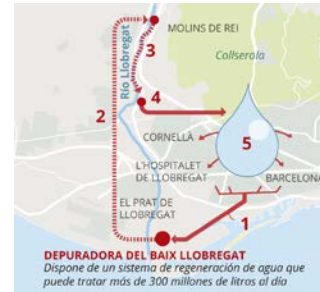 MOLINS DE REI
3
Collserola
Río Llobregat
4
2
CORNELLA
5
L'HOSPITALET
DE LLOBREGAT
BARCELONA
EL PRAT DE
LLOBREGAT
1
DEPURADORA DEL BAIX LLOBREGAT
Dispone de un sistema de regeneración de agua que
puede tratar más de 300 millones de litros al día